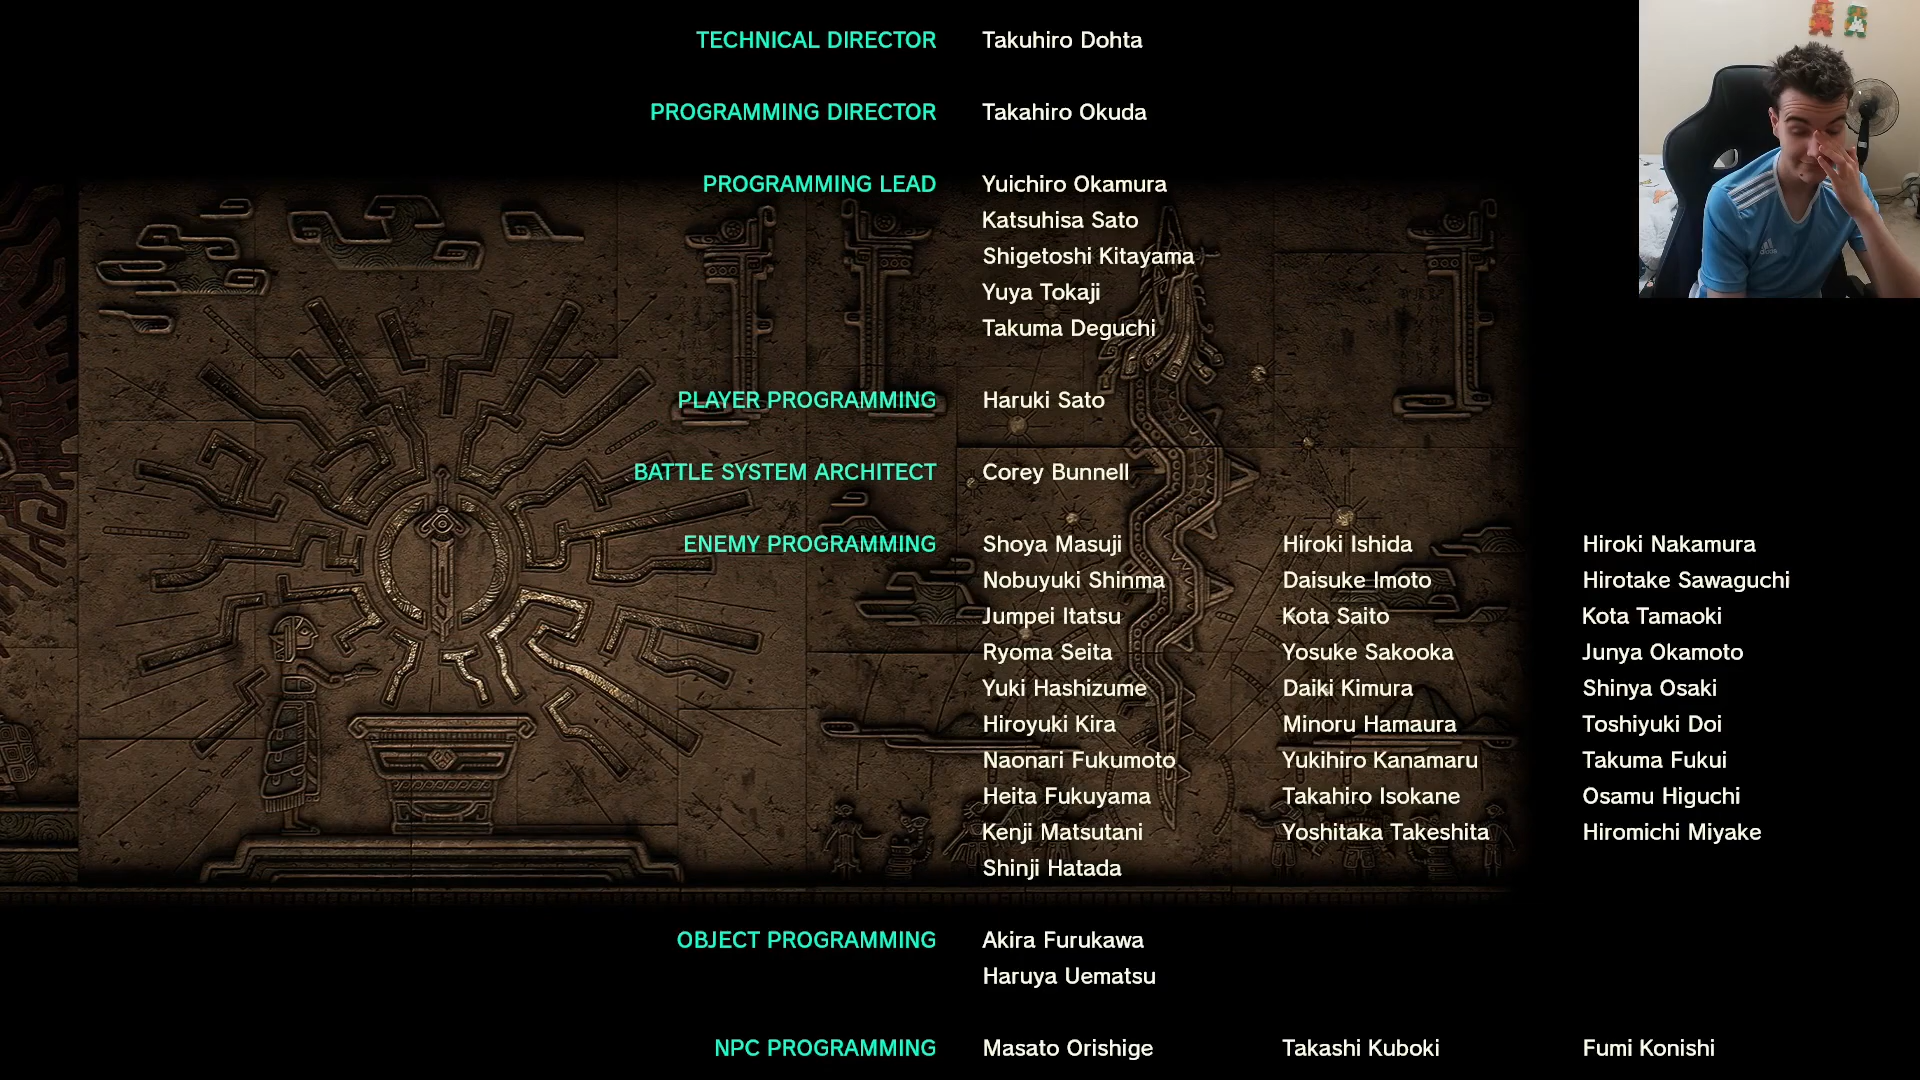 TECHNICAL DIRECTOR Takuhiro Dohta
PROGRAMMING DIRECTOR Takahiro Okuda
PROGRAMMING LEAD Yuichiro Okamura
Katsuhisa Sato
Shigetoshi Kitayama
Yuya Tokaji
Takuma Deguchi
PLAYER PROGRAMMING Haruki Sato
BATTLE SYSTEM ARCHITECT Corey Bunnell
ENEMY PROGRAMMING Shoya Masuji Hiroki Ishida Hiroki Nakamura
Nobuyuki Shinma Daisuke Imoto Hirotake Sawaguchi
Jumpei Itatsu Kota Saito Kota Tamaoki
Ryoma Seita Yosuke Sakooka Junya Okamoto
Yuki Hashizume Daiki Kimura Shinya Osaki
Hiroyuki Kira Minoru Hamaura Toshiyuki Doi
Naonari Fukumoto Yukihiro Kanamaru Takuma Fukui
Heita Fukuyama Takahiro Isokane Osamu Higuchi
Kenji Matsutani Yoshitaka Takeshita Hiromichi Miyake
Shinji Hatada
OBJECT PROGRAMMING Akira Furukawa
Haruya Uematsu
NPC PROGRAMMING Masato Orishige Takashi Kuboki Fumi Konishi
adidas